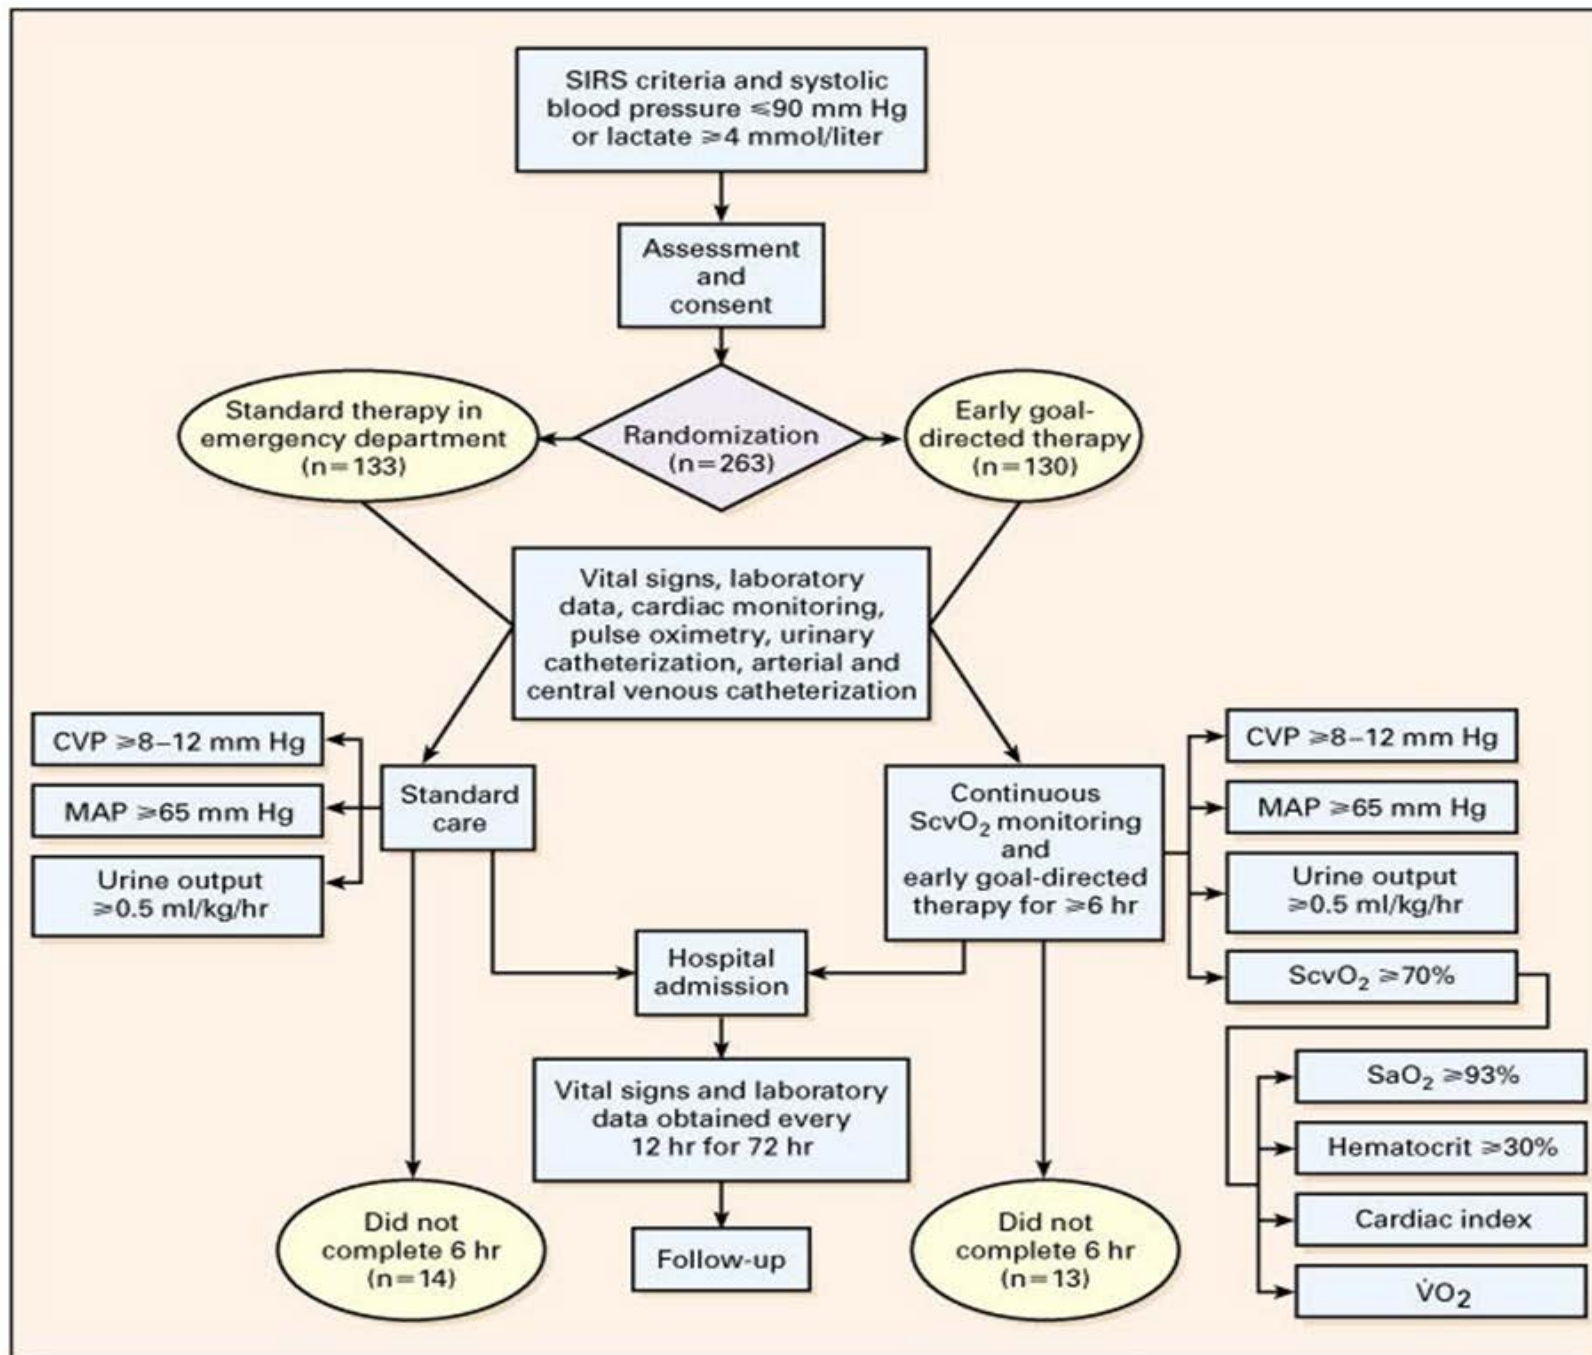 SIRS criteria and systolic
blood pressure ≤90 mm Hg
or lactate ≥4 mmol/liter
Assessment
and
consent
Standard therapy in
emergency department
(n=133)
Randomization
(n=263)
Early goal-
directed therapy
(n=130)
Vital signs, laboratory
data, cardiac monitoring,
pulse oximetry, urinary
catheterization, arterial and
central venous catheterization
CVP ≥8–12 mm Hg
MAP ≥65 mm Hg
Urine output
≥0.5 ml/kg/hr
Standard
care
Continuous
ScvO₂ monitoring
and
early goal-directed
therapy for ≥6 hr
CVP ≥8–12 mm Hg
MAP ≥65 mm Hg
Urine output
≥0.5 ml/kg/hr
ScvO₂ ≥70%
Hospital
admission
Vital signs and laboratory
data obtained every
12 hr for 72 hr
SaO₂ ≥93%
Hematocrit ≥30%
Cardiac index
V̇O₂
Did not
complete 6 hr
(n=14)
Follow-up
Did not
complete 6 hr
(n=13)